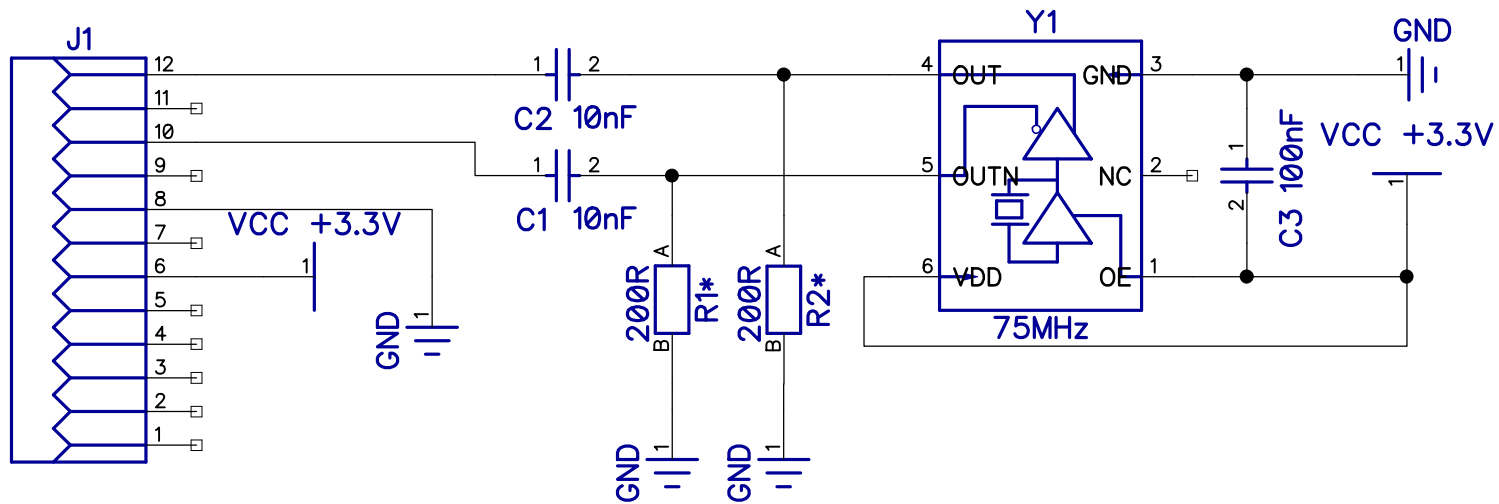 J1
12
11
10
9
8
7
6
5
4
3
2
1
VCC +3.3V
1
GND
1
1
2
C2 10nF
1
2
C1 10nF
A
200R
R1*
B
GND
1
A
200R
R2*
B
GND
1
Y1
4
OUT
GND
3
5
OUTN
NC
2
6
VDD
OE
1
75MHz
1
C3 100nF
2
GND
1
VCC +3.3V
1